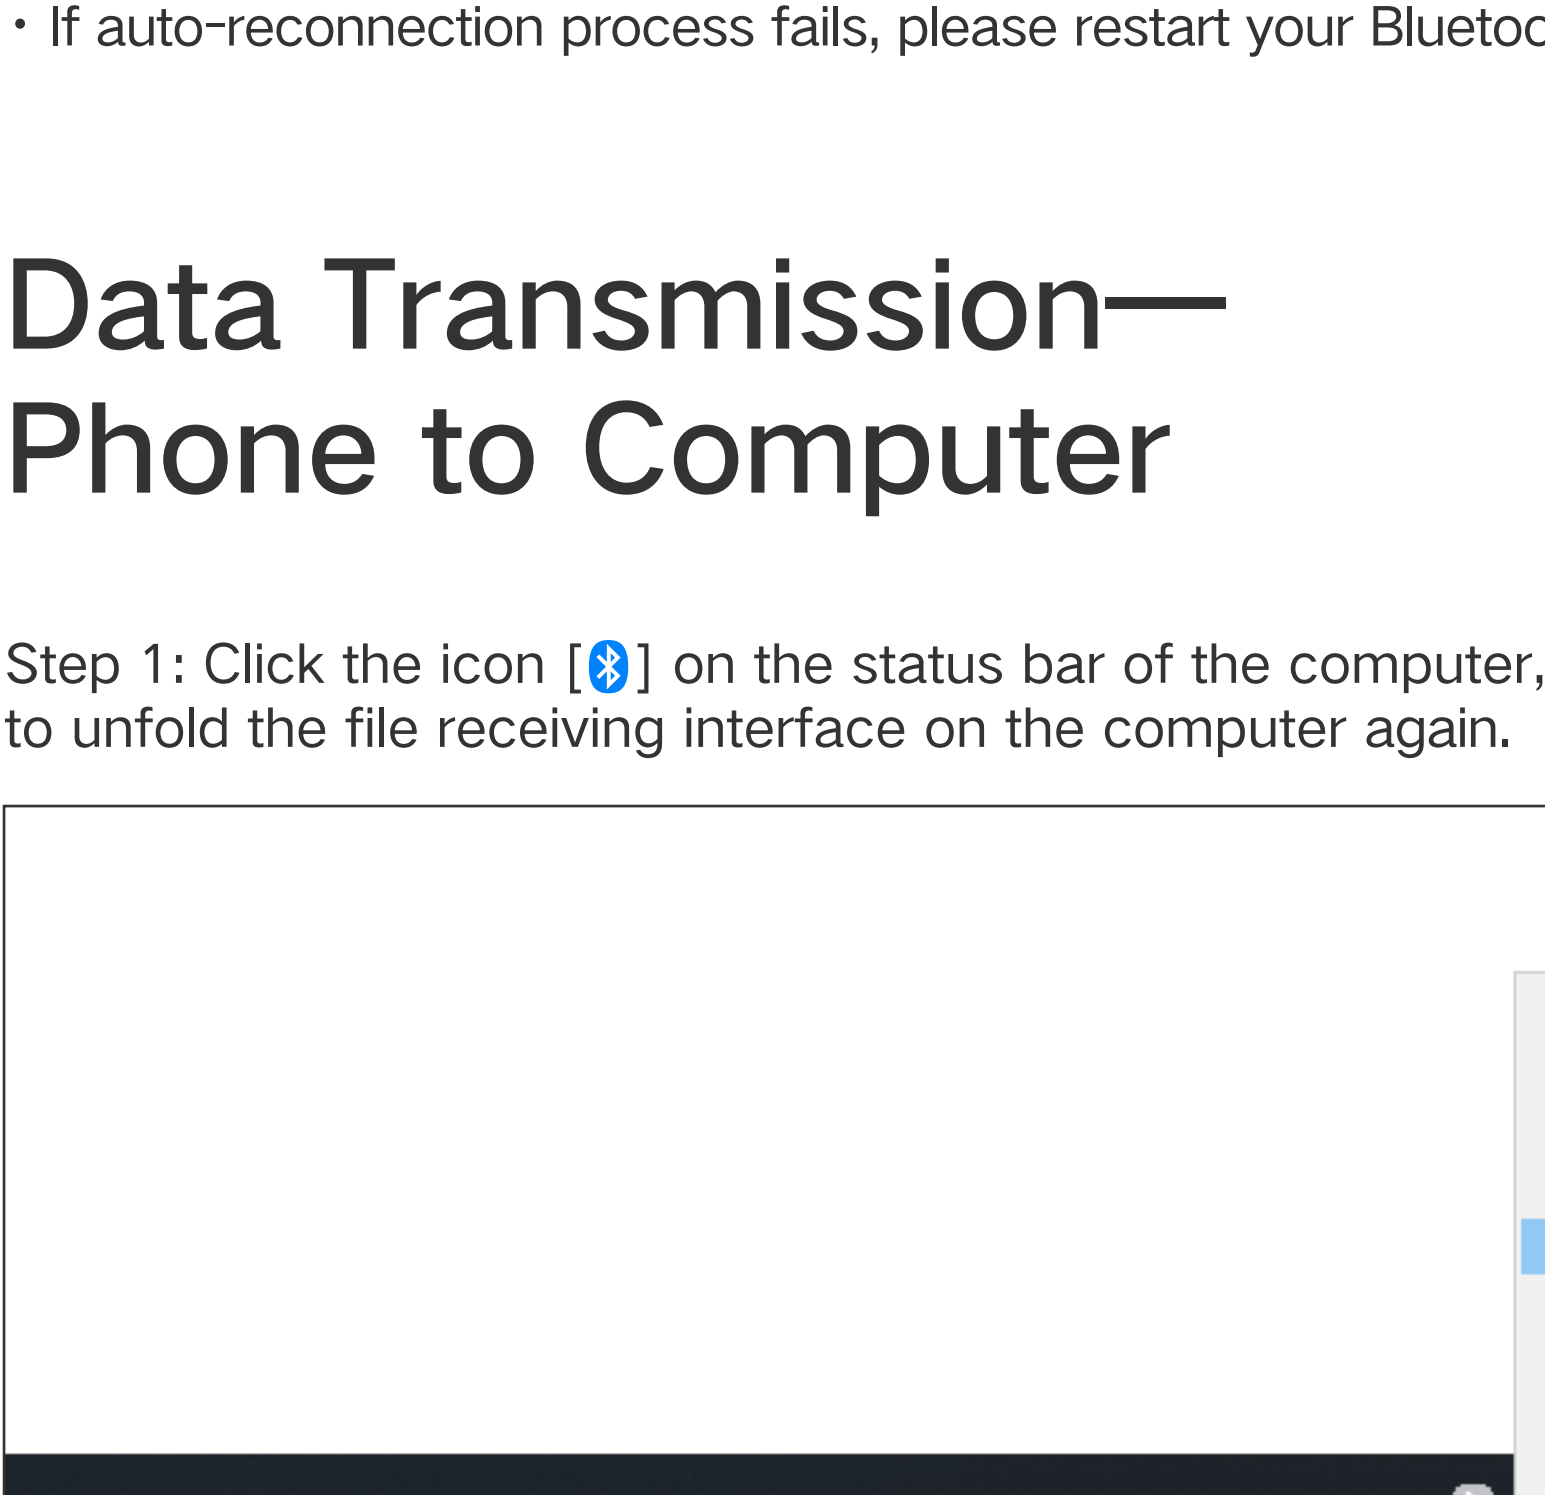 ・If auto-reconnection process fails, please restart your
Data Transmission—
Phone to Computer
Step 1: Click the icon [ ] on the status bar of the computer,
to unfold the file receiving interface on the computer again.